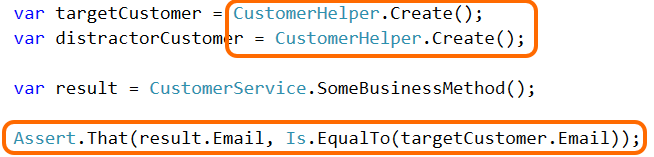 var targetCustomer = CustomerHelper.Create();
var distractorCustomer = CustomerHelper.Create();
var result = CustomerService.SomeBusinessMethod();
Assert.That(result.Email, Is.EqualTo(targetCustomer.Email));